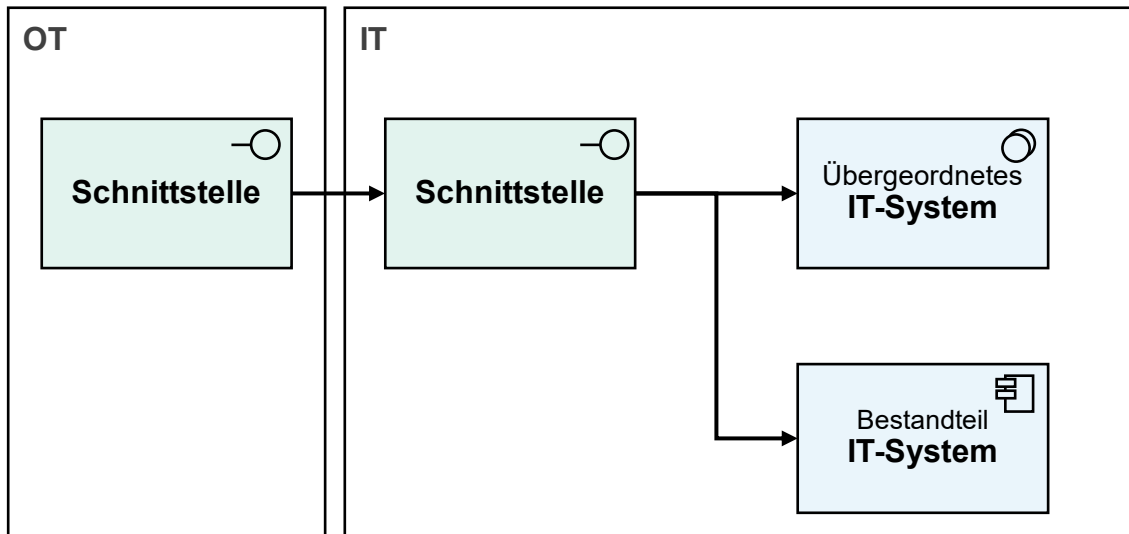 OT
IT
Schnittstelle
Schnittstelle
Übergeordnetes
IT-System
Bestandteil
IT-System